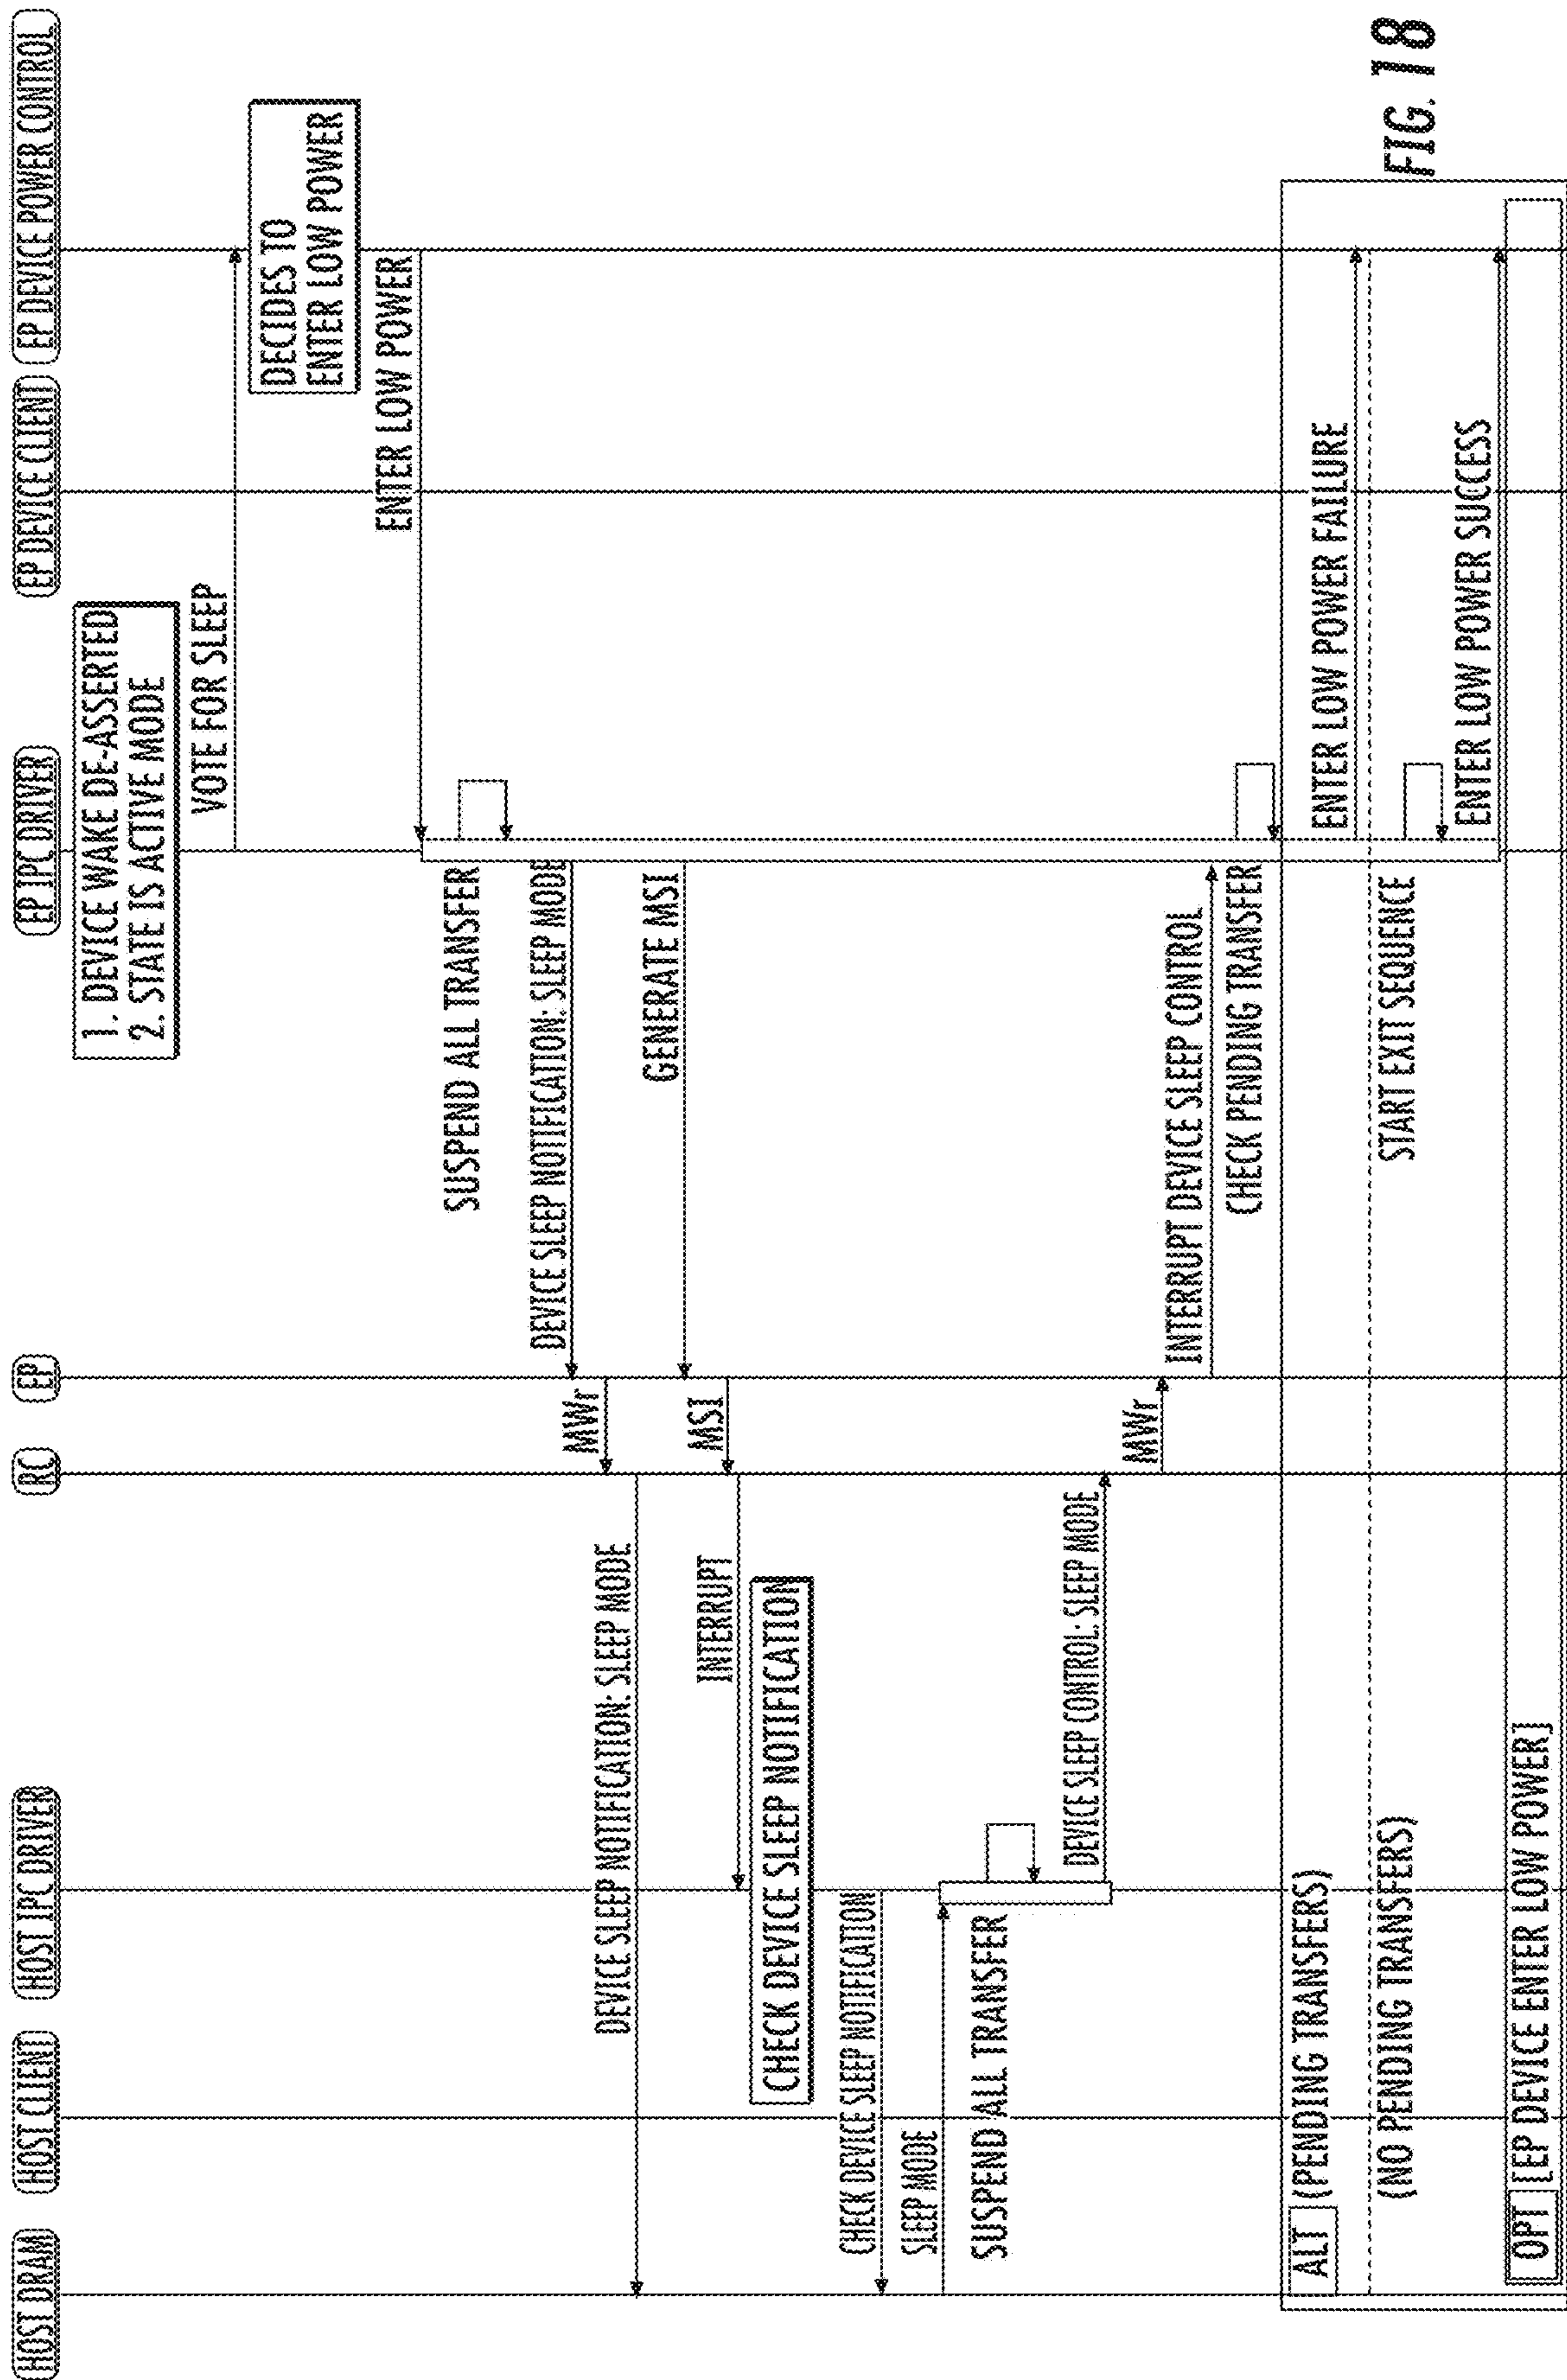 HOST DRAM
HOST CLIENT
HOST IPC DRIVER
RC
EP
EP IPC DRIVER
EP DEVICE CLIENT
EP DEVICE POWER CONTROL
1. DEVICE WAKE DE-ASSERTED
2. STATE IS ACTIVE MODE
VOTE FOR SLEEP
DECIDES TO
ENTER LOW POWER
ENTER LOW POWER
SUSPEND ALL TRANSFER
DEVICE SLEEP NOTIFICATION: SLEEP MODE
MWr
DEVICE SLEEP NOTIFICATION: SLEEP MODE
GENERATE MSI
MSI
INTERRUPT
CHECK DEVICE SLEEP NOTIFICATION
CHECK DEVICE SLEEP NOTIFICATION
SLEEP MODE
SUSPEND ALL TRANSFER
DEVICE SLEEP CONTROL: SLEEP MODE
MWr
INTERRUPT DEVICE SLEEP CONTROL
CHECK PENDING TRANSFER
ALT (PENDING TRANSFERS)
ENTER LOW POWER FAILURE
(NO PENDING TRANSFERS)
START EXIT SEQUENCE
ENTER LOW POWER SUCCESS
OPT [EP DEVICE ENTER LOW POWER]
FIG. 18